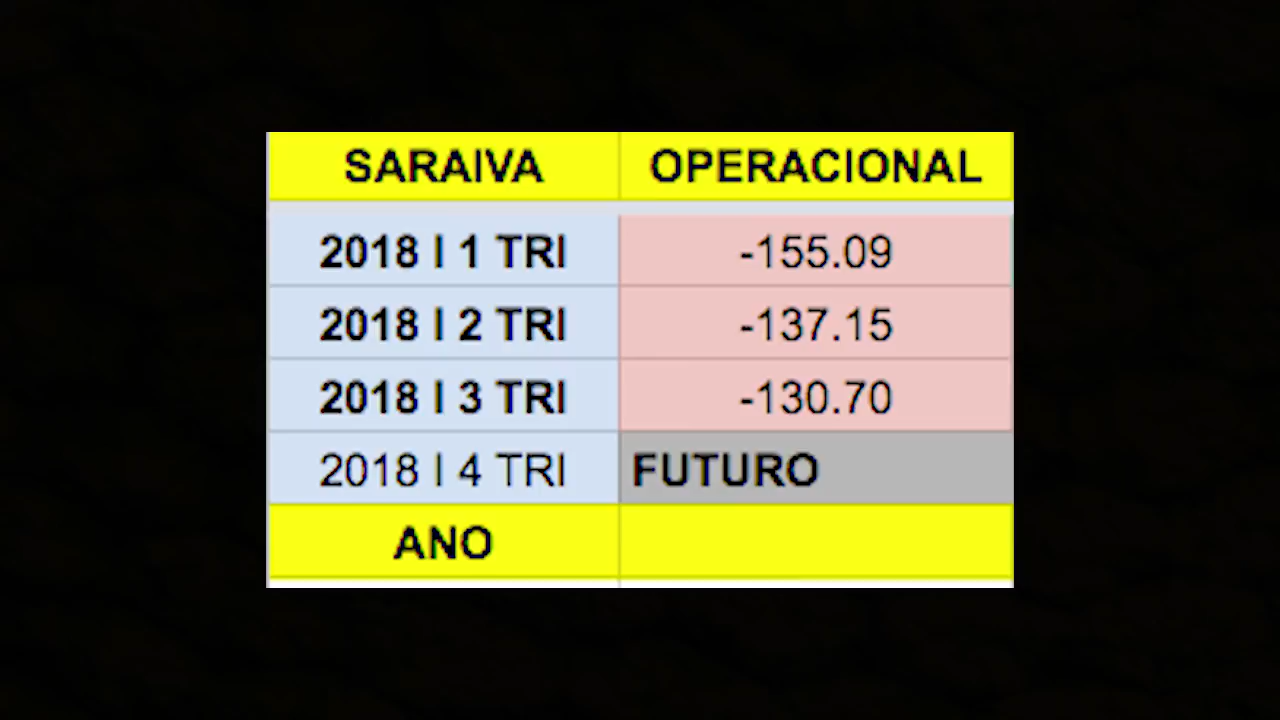 SARAIVA OPERACIONAL
2018 I 1 TRI -155.09
2018 I 2 TRI -137.15
2018 I 3 TRI -130.70
2018 I 4 TRI FUTURO
ANO